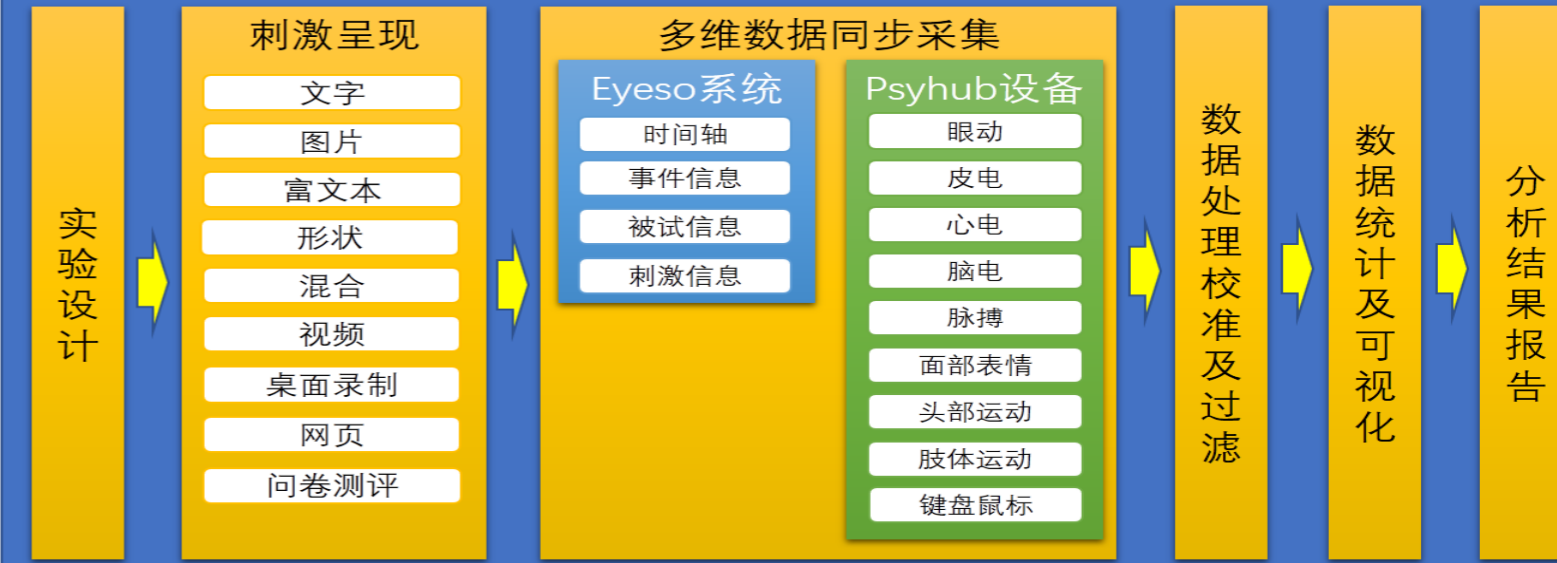 实验设计
刺激呈现
文字
图片
富文本
形状
混合
视频
桌面录制
网页
问卷测评
多维数据同步采集
Eyeso系统
时间轴
事件信息
被试信息
刺激信息
Psyhub设备
眼动
皮电
心电
脑电
脉搏
面部表情
头部运动
肢体运动
键盘鼠标
数据处理校准及过滤
数据统计及可视化
分析结果报告